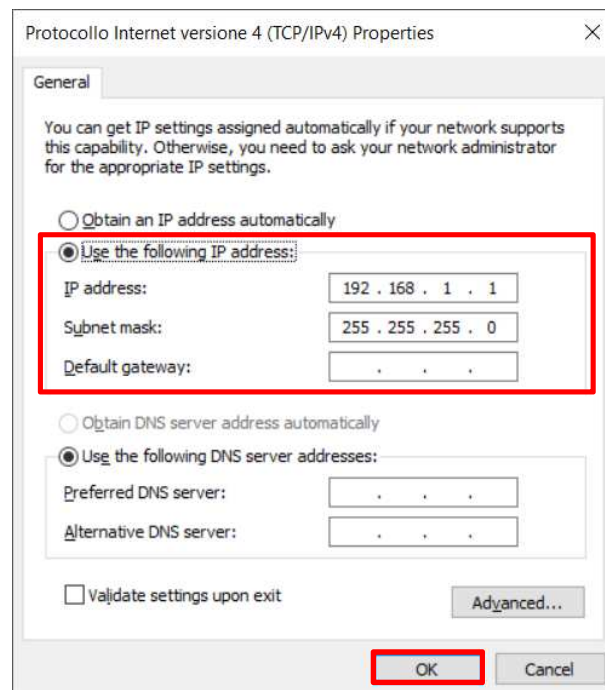 Protocollo Internet versione 4 (TCP/IPv4) Properties
General
You can get IP settings assigned automatically if your network supports
this capability. Otherwise, you need to ask your network administrator
for the appropriate IP settings.
Obtain an IP address automatically
Use the following IP address:
IP address: 192 . 168 . 1 . 1
Subnet mask: 255 . 255 . 255 . 0
Default gateway: . . .
Obtain DNS server address automatically
Use the following DNS server addresses:
Preferred DNS server: . . .
Alternative DNS server: . . .
Validate settings upon exit
Advanced...
OK Cancel